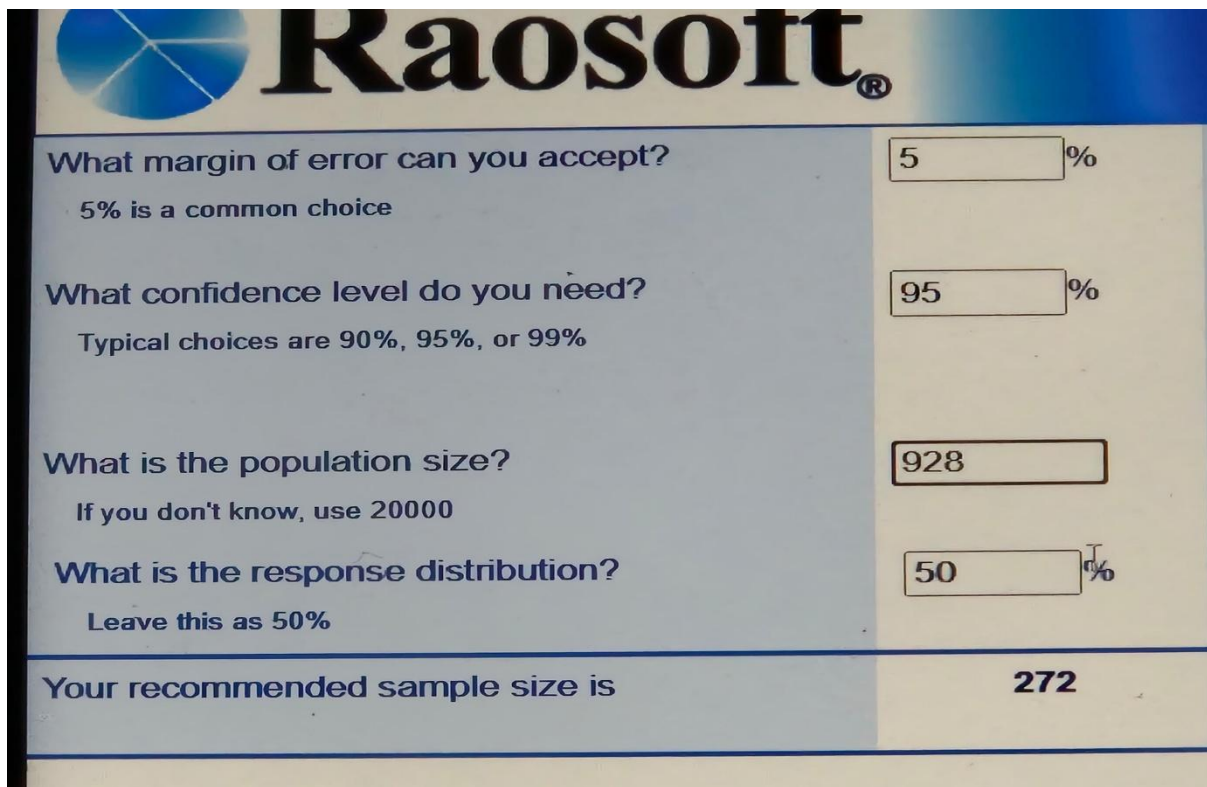 Raosoft®
What margin of error can you accept? 5 %
5% is a common choice
What confidence level do you need? 95 %
Typical choices are 90%, 95%, or 99%
What is the population size? 928
If you don't know, use 20000
What is the response distribution? 50 %
Leave this as 50%
Your recommended sample size is 272